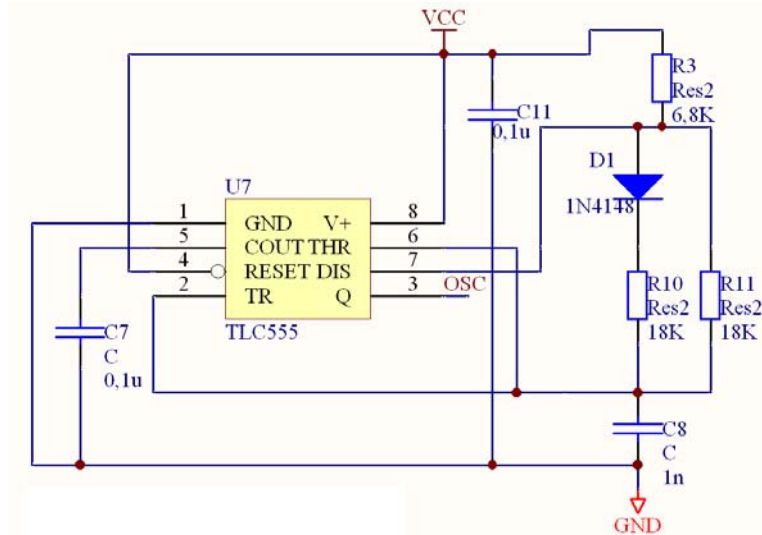 VCC
R3
Res2
6,8K
C11
0,1u
D1
1N4148
U7
1 GND V+ 8
5 COUT THR 6
4 RESET DIS 7
2 TR Q 3 OSC
TLC555
R10
Res2
18K
R11
Res2
18K
C7
C
0,1u
C8
C
1n
GND